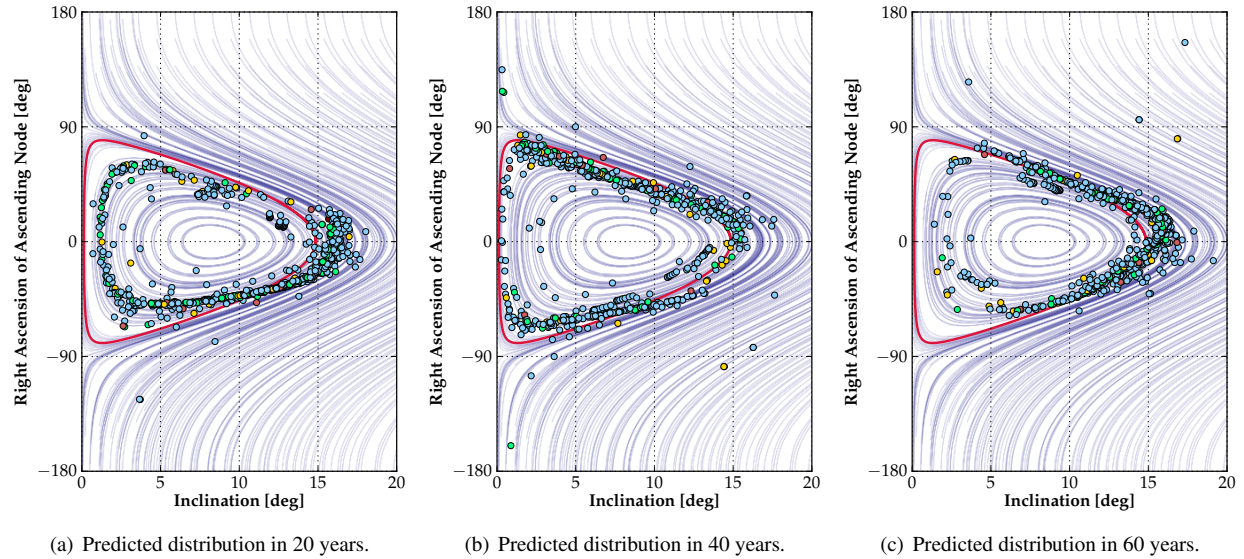 180
90
0
−90
−180
Right Ascension of Ascending Node [deg]
0 5 10 15 20
Inclination [deg]
(a) Predicted distribution in 20 years.
180
90
0
−90
−180
Right Ascension of Ascending Node [deg]
0 5 10 15 20
Inclination [deg]
(b) Predicted distribution in 40 years.
180
90
0
−90
−180
Right Ascension of Ascending Node [deg]
0 5 10 15 20
Inclination [deg]
(c) Predicted distribution in 60 years.